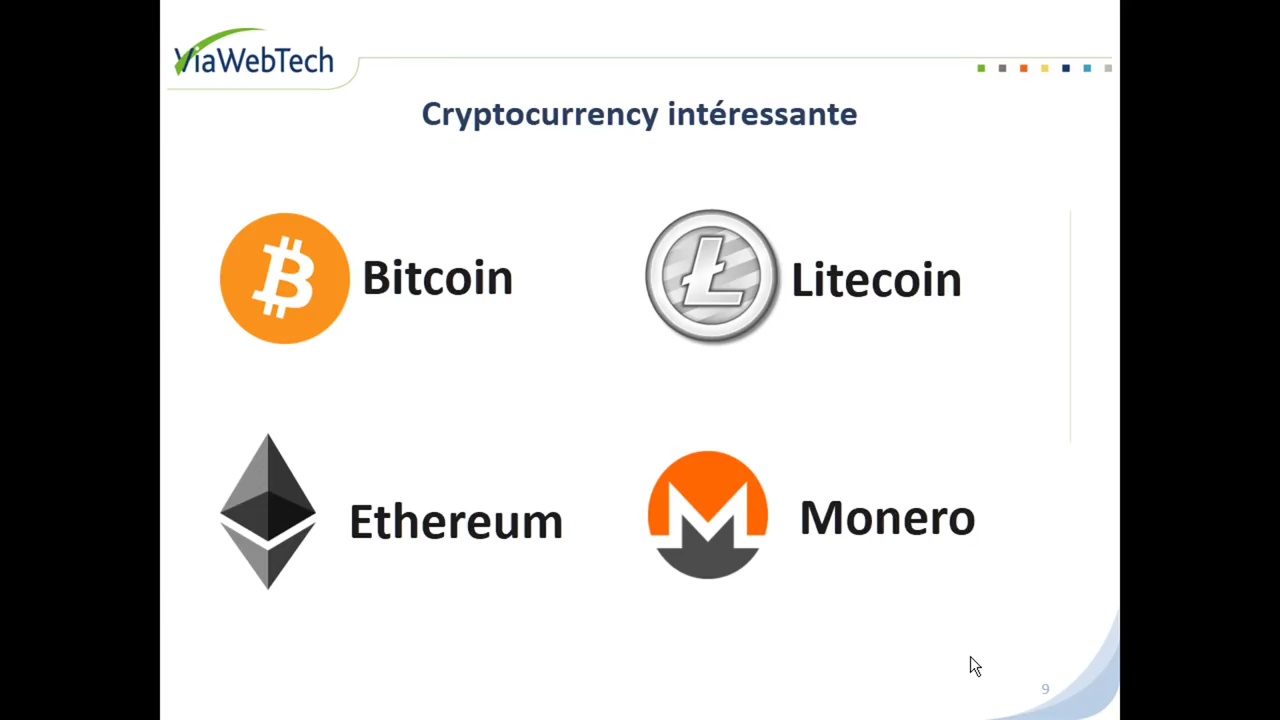 ViaWebTech
Cryptocurrency intéressante
Bitcoin
Litecoin
Ethereum
Monero
9